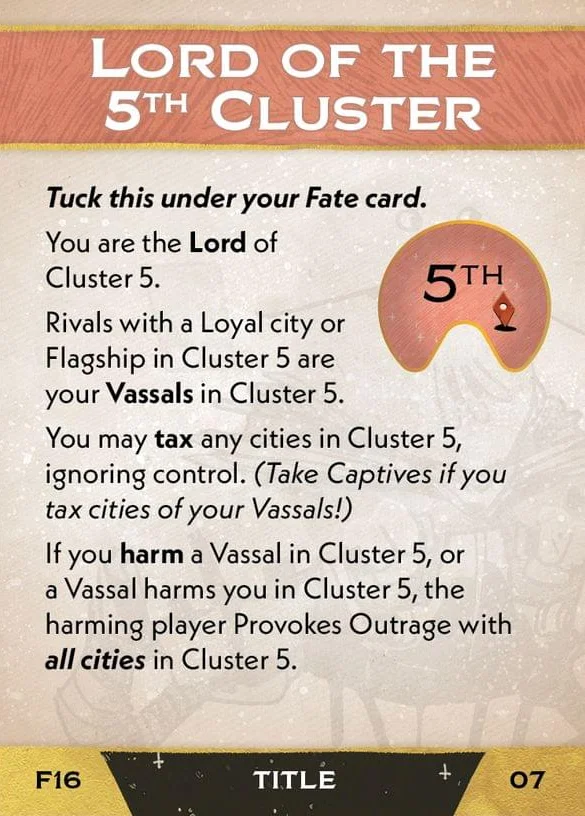 LORD OF THE
5TH CLUSTER
Tuck this under your Fate card.
You are the Lord of
Cluster 5.
5TH
Rivals with a Loyal city or
Flagship in Cluster 5 are
your Vassals in Cluster 5.
You may tax any cities in Cluster 5,
ignoring control. (Take Captives if you
tax cities of your Vassals!)
If you harm a Vassal in Cluster 5, or
a Vassal harms you in Cluster 5, the
harming player Provokes Outrage with
all cities in Cluster 5.
F16 TITLE 07